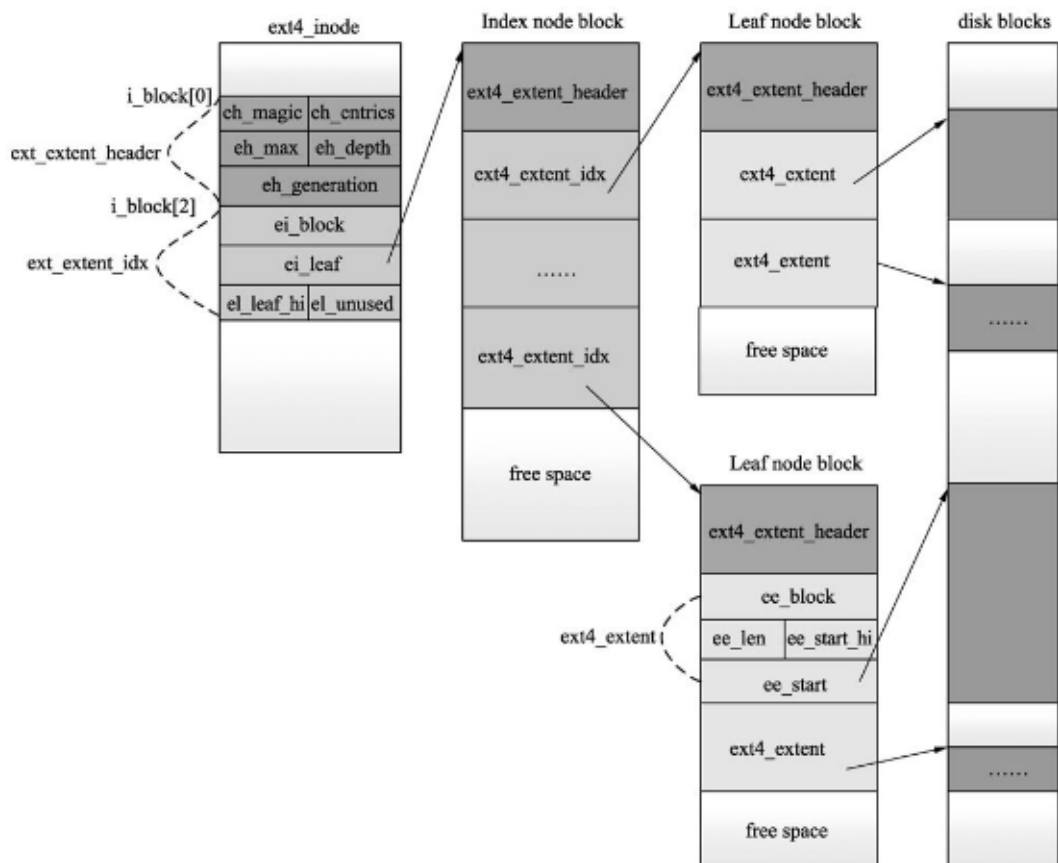 ext4_inode
i_block[0]
eh_magic
eh_cntrics
ext_extent_header
eh_max
eh_depth
eh_generation
i_block[2]
ei_block
ext_extent_idx
ei_leaf
el_leaf_hi
el_unused
Index node block
ext4_extent_header
ext4_extent_idx
......
ext4_extent_idx
free space
Leaf node block
ext4_extent_header
ext4_extent
ext4_extent
free space
Leaf node block
ext4_extent_header
ee_block
ext4_extent
ee_len
ee_start_hi
ee_start
ext4_extent
free space
disk blocks
......
......